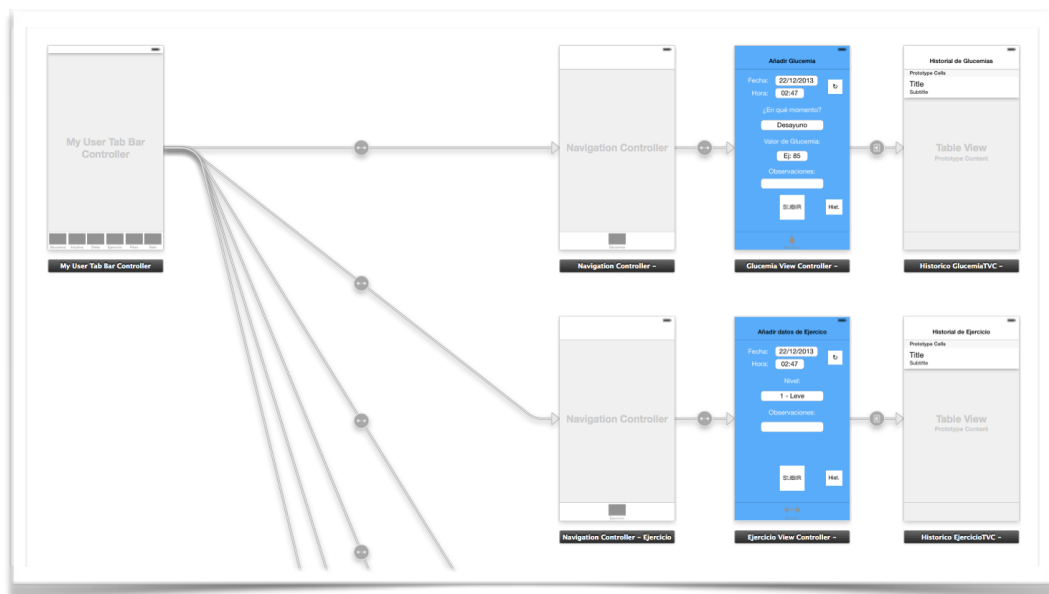 My User Tab Bar
Controller
My User Tab Bar Controller
Navigation Controller
Navigation Controller –
Añadir Glucemia
Fecha: 22/12/2013
Hora: 02:47
¿En qué momento?
Desayuno
Valor de Glucemia:
Ej: 85
Observaciones:
SUBIR
Hist.
Glucemia View Controller –
Historial de Glucemias
Prototype Cells
Title
Subtitle
Table View
Prototype Content
Historico GlucemiaTVC –
Navigation Controller
Navigation Controller – Ejercicio
Añadir datos de Ejercico
Fecha: 22/12/2013
Hora: 02:47
Nivel:
1 - Leve
Observaciones:
SUBIR
Hist.
Ejercicio View Controller –
Historial de Ejercicio
Prototype Cells
Title
Subtitle
Table View
Prototype Content
Historico EjercicioTVC –